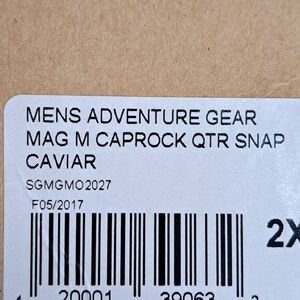 MENS ADVENTURE GEAR
MAG M CAPROCK QTR SNAP
CAVIAR
SGMGMO2027
F05/2017
2X
20001 39063